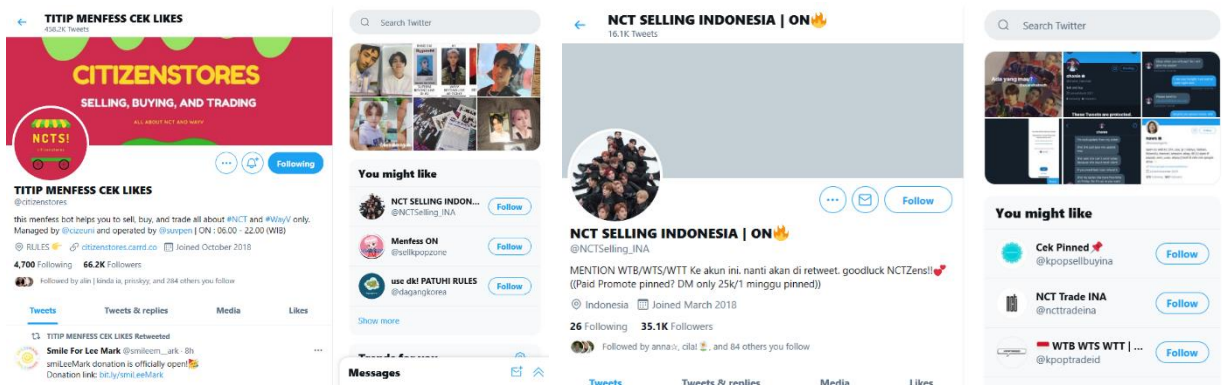 TITIP MENFESS CEK LIKES
458.2K Tweets
CITIZENSTORES
SELLING, BUYING, AND TRADING
ALL ABOUT NCT AND WAYV
NCTS!
Following
TITIP MENFESS CEK LIKES
@citizenstores
this menfess bot helps you to sell, buy, and trade all about #NCT and #WayV only.
Managed by @cizeuni and operated by @suvpen | ON : 06.00 - 22.00 (WIB)
RULES👉 citizenstores.carrd.co Joined October 2018
4,700 Following 66.2K Followers
Followed by alin | kinda ia, proskyy, and 284 others you follow
Tweets Tweets & replies Media Likes
TITIP MENFESS CEK LIKES Retweeted
Smile For Lee Mark @smileem__ark · 8h
smiLeeMark donation is officially open!🥰
Donation link: bit.ly/smiLeeMark
Search Twitter
You might like
NCT SELLING INDON...
@NCTSelling_INA
Follow
Menfess ON
@sellkpopzone
Follow
use dk! PATUHI RULES
@dagangkorea
Follow
Show more
Trends for you
Messages
NCT SELLING INDONESIA | ON🔥
16.1K Tweets
Follow
NCT SELLING INDONESIA | ON🔥
@NCTSelling_INA
MENTION WTB/WTS/WTT Ke akun ini. nanti akan di retweet. goodluck NCTZens!!💕
((Paid Promote pinned? DM only 25k/1 minggu pinned))
Indonesia Joined March 2018
26 Following 35.1K Followers
Followed by anna☆, cila! , and 84 others you follow
Tweets Tweets & replies Media Likes
Search Twitter
These Tweets are protected.
You might like
Cek Pinned 📌
@kpopsellbuyina
Follow
NCT Trade INA
@ncttradeina
Follow
WTB WTS WTT | ...
@kpoptradeid
Follow